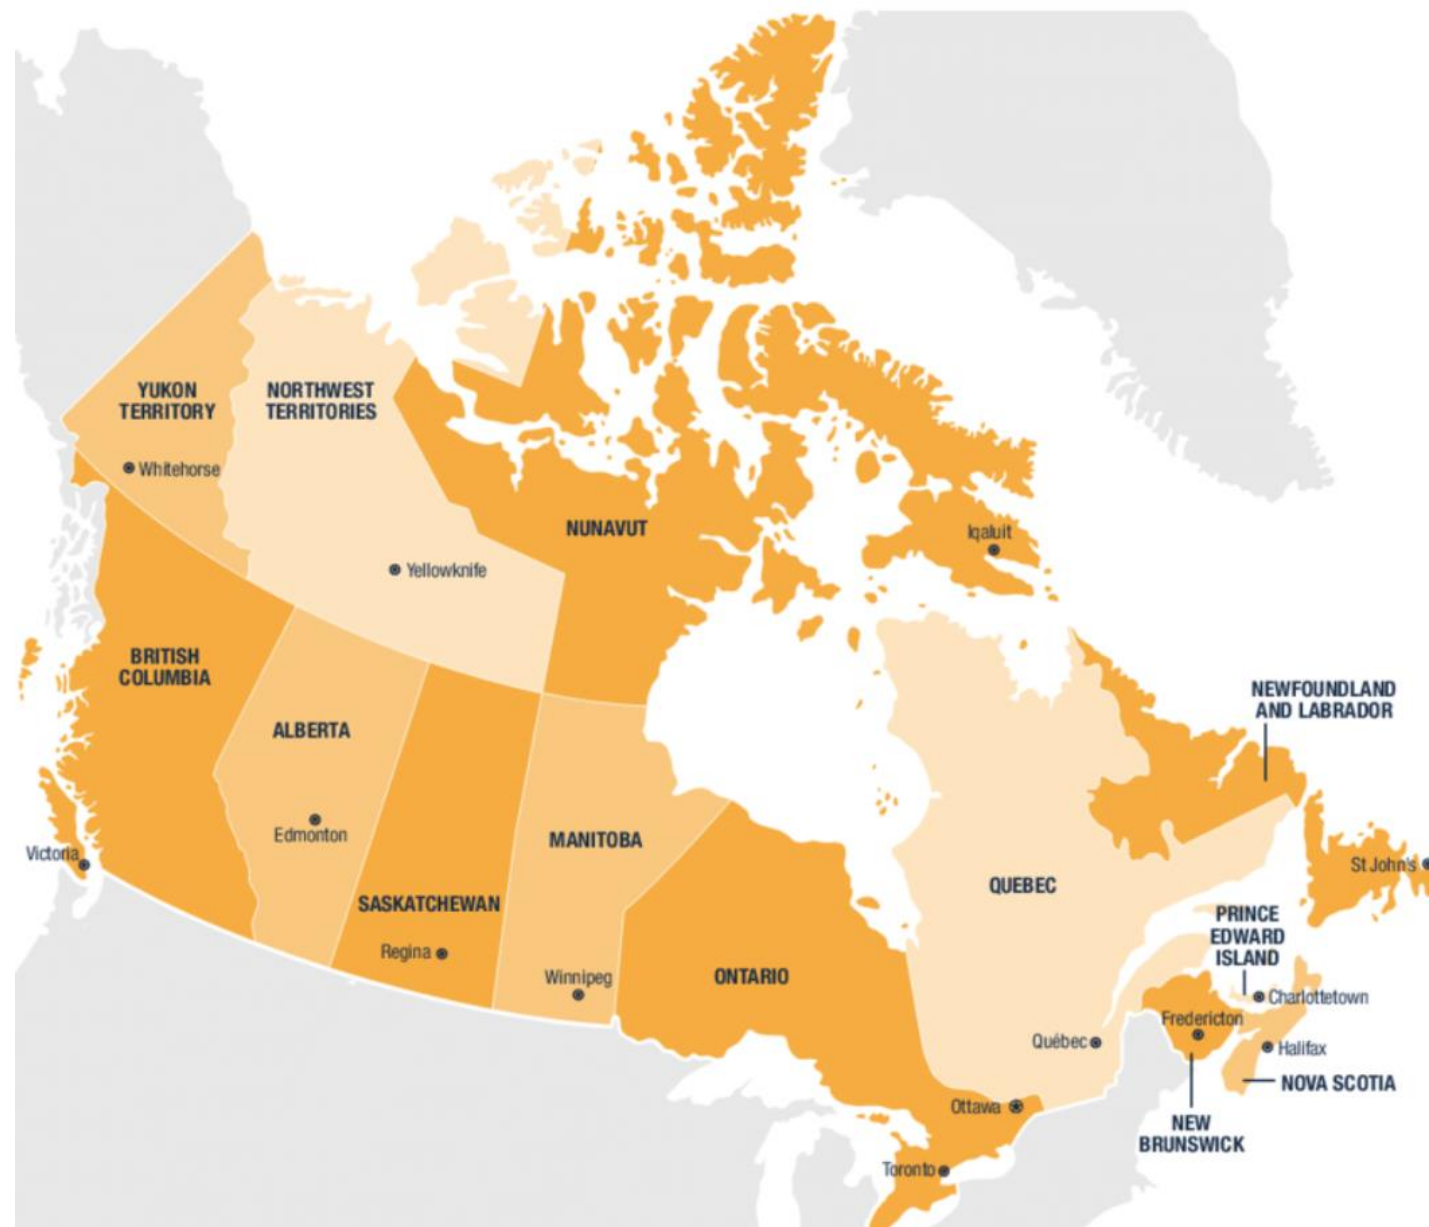 YUKON
TERRITORY
NORTHWEST
TERRITORIES
Whitehorse
NUNAVUT
Iqaluit
Yellowknife
BRITISH
COLUMBIA
NEWFOUNDLAND
AND LABRADOR
ALBERTA
Edmonton
MANITOBA
Victoria
St John's
QUEBEC
SASKATCHEWAN
PRINCE
EDWARD
ISLAND
Regina
Winnipeg
ONTARIO
Charlottetown
Fredericton
Québec
Halifax
NOVA SCOTIA
Ottawa
NEW
BRUNSWICK
Toronto